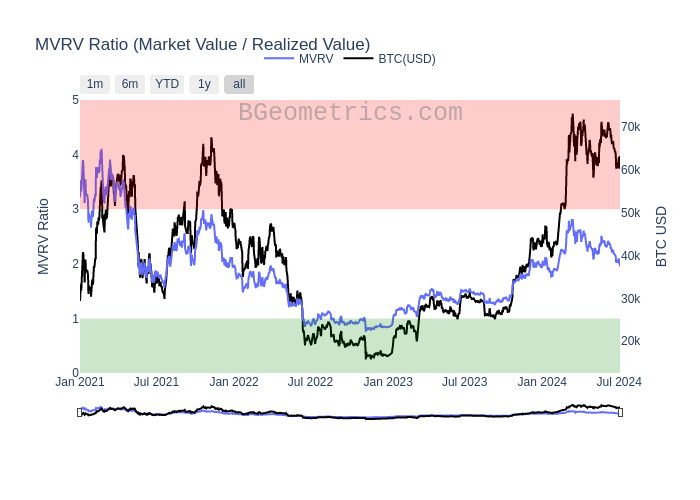 MVRV Ratio (Market Value / Realized Value)
MVRV BTC(USD)
1m 6m YTD 1y all
BGeometrics.com
5
4
3
2
1
0
MVRV Ratio
70k
60k
50k
40k
30k
20k
BTC USD
Jan 2021 Jul 2021 Jan 2022 Jul 2022 Jan 2023 Jul 2023 Jan 2024 Jul 2024